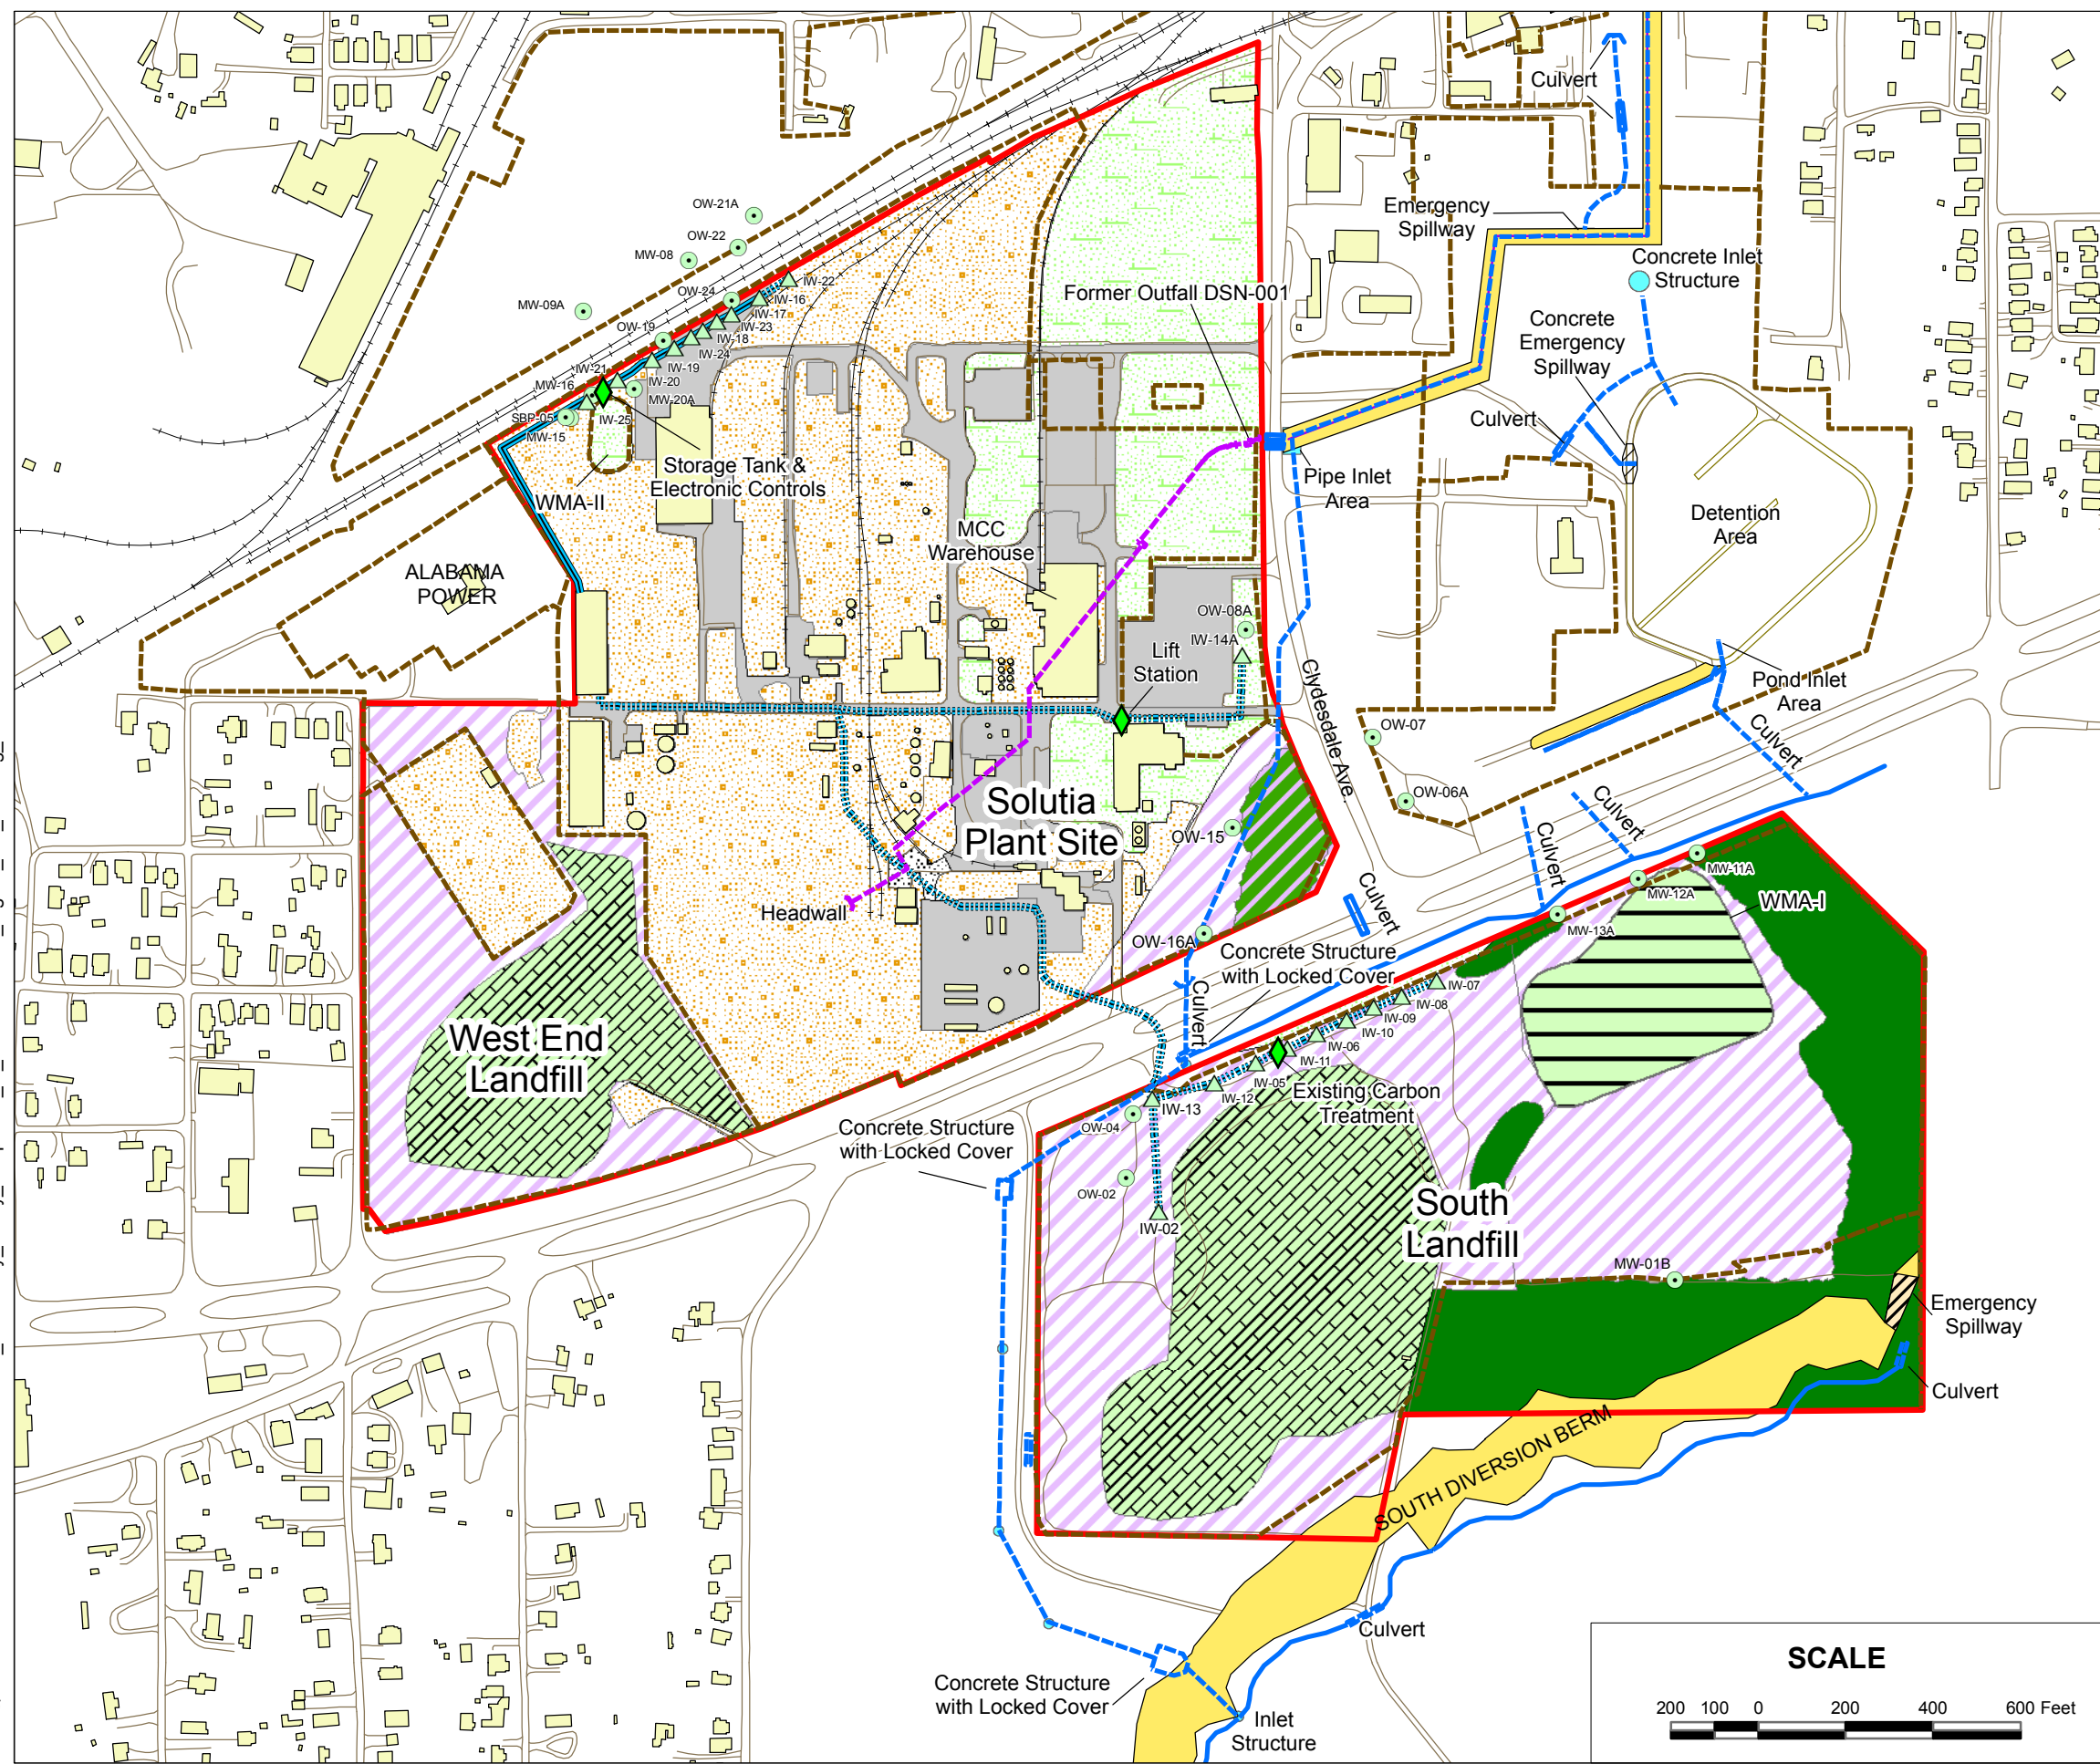 Culvert
OW-21A
Emergency
Spillway
OW-22
MW-08
Concrete Inlet
Structure
IW-22
Former Outfall DSN-001
OW-24
IW-16
MW-09A
IW-17
Concrete
Emergency
Spillway
OW-19
IW-23
IW-18
IW-24
IW-21
IW-19
MW-16
IW-20
MW-20A
SBP-05
IW-25
Culvert
MW-15
Storage Tank &
Electronic Controls
Pipe Inlet
Area
WMA-II
MCC
Warehouse
Detention
Area
ALABAMA
POWER
OW-08A
IW-14A
Lift
Station
Clydesdale Ave.
Pond Inlet
Area
OW-07
Culvert
Solutia
Plant Site
OW-06A
Culvert
OW-15
Culvert
MW-11A
MW-12A
WMA-I
Headwall
Culvert
MW-13A
OW-16A
Concrete Structure
with Locked Cover
IW-07
IW-08
Culvert
IW-09
IW-10
West End
Landfill
IW-06
IW-11
IW-05
Existing Carbon
Treatment
IW-12
IW-13
OW-04
Concrete Structure
with Locked Cover
OW-02
South
Landfill
IW-02
MW-01B
Emergency
Spillway
Culvert
SOUTH DIVERSION BERM
Culvert
SCALE
Concrete Structure
with Locked Cover
200 100 0 200 400 600 Feet
Inlet
Structure